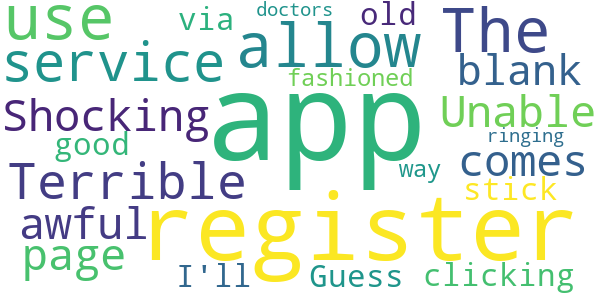 use via doctors old The
service allow blank
fashioned
Shocking app Unable
good ringing
Terrible way comes
awful register stick
page I'll Guess clicking